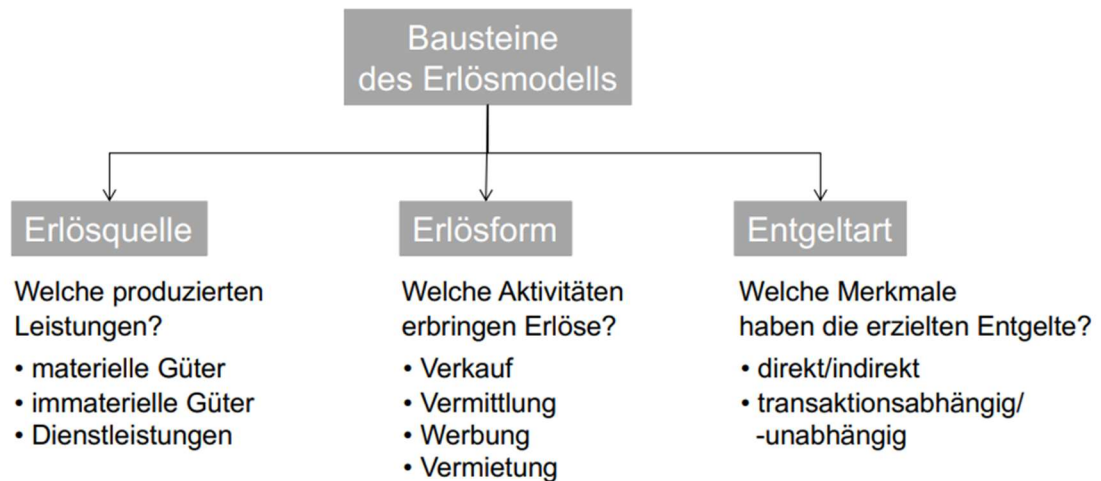 Bausteine
des Erlösmodells
Erlösquelle
Welche produzierten
Leistungen?
• materielle Güter
• immaterielle Güter
• Dienstleistungen
Erlösform
Welche Aktivitäten
erbringen Erlöse?
• Verkauf
• Vermittlung
• Werbung
• Vermietung
Entgeltart
Welche Merkmale
haben die erzielten Entgelte?
• direkt/indirekt
• transaktionsabhängig/
-unabhängig